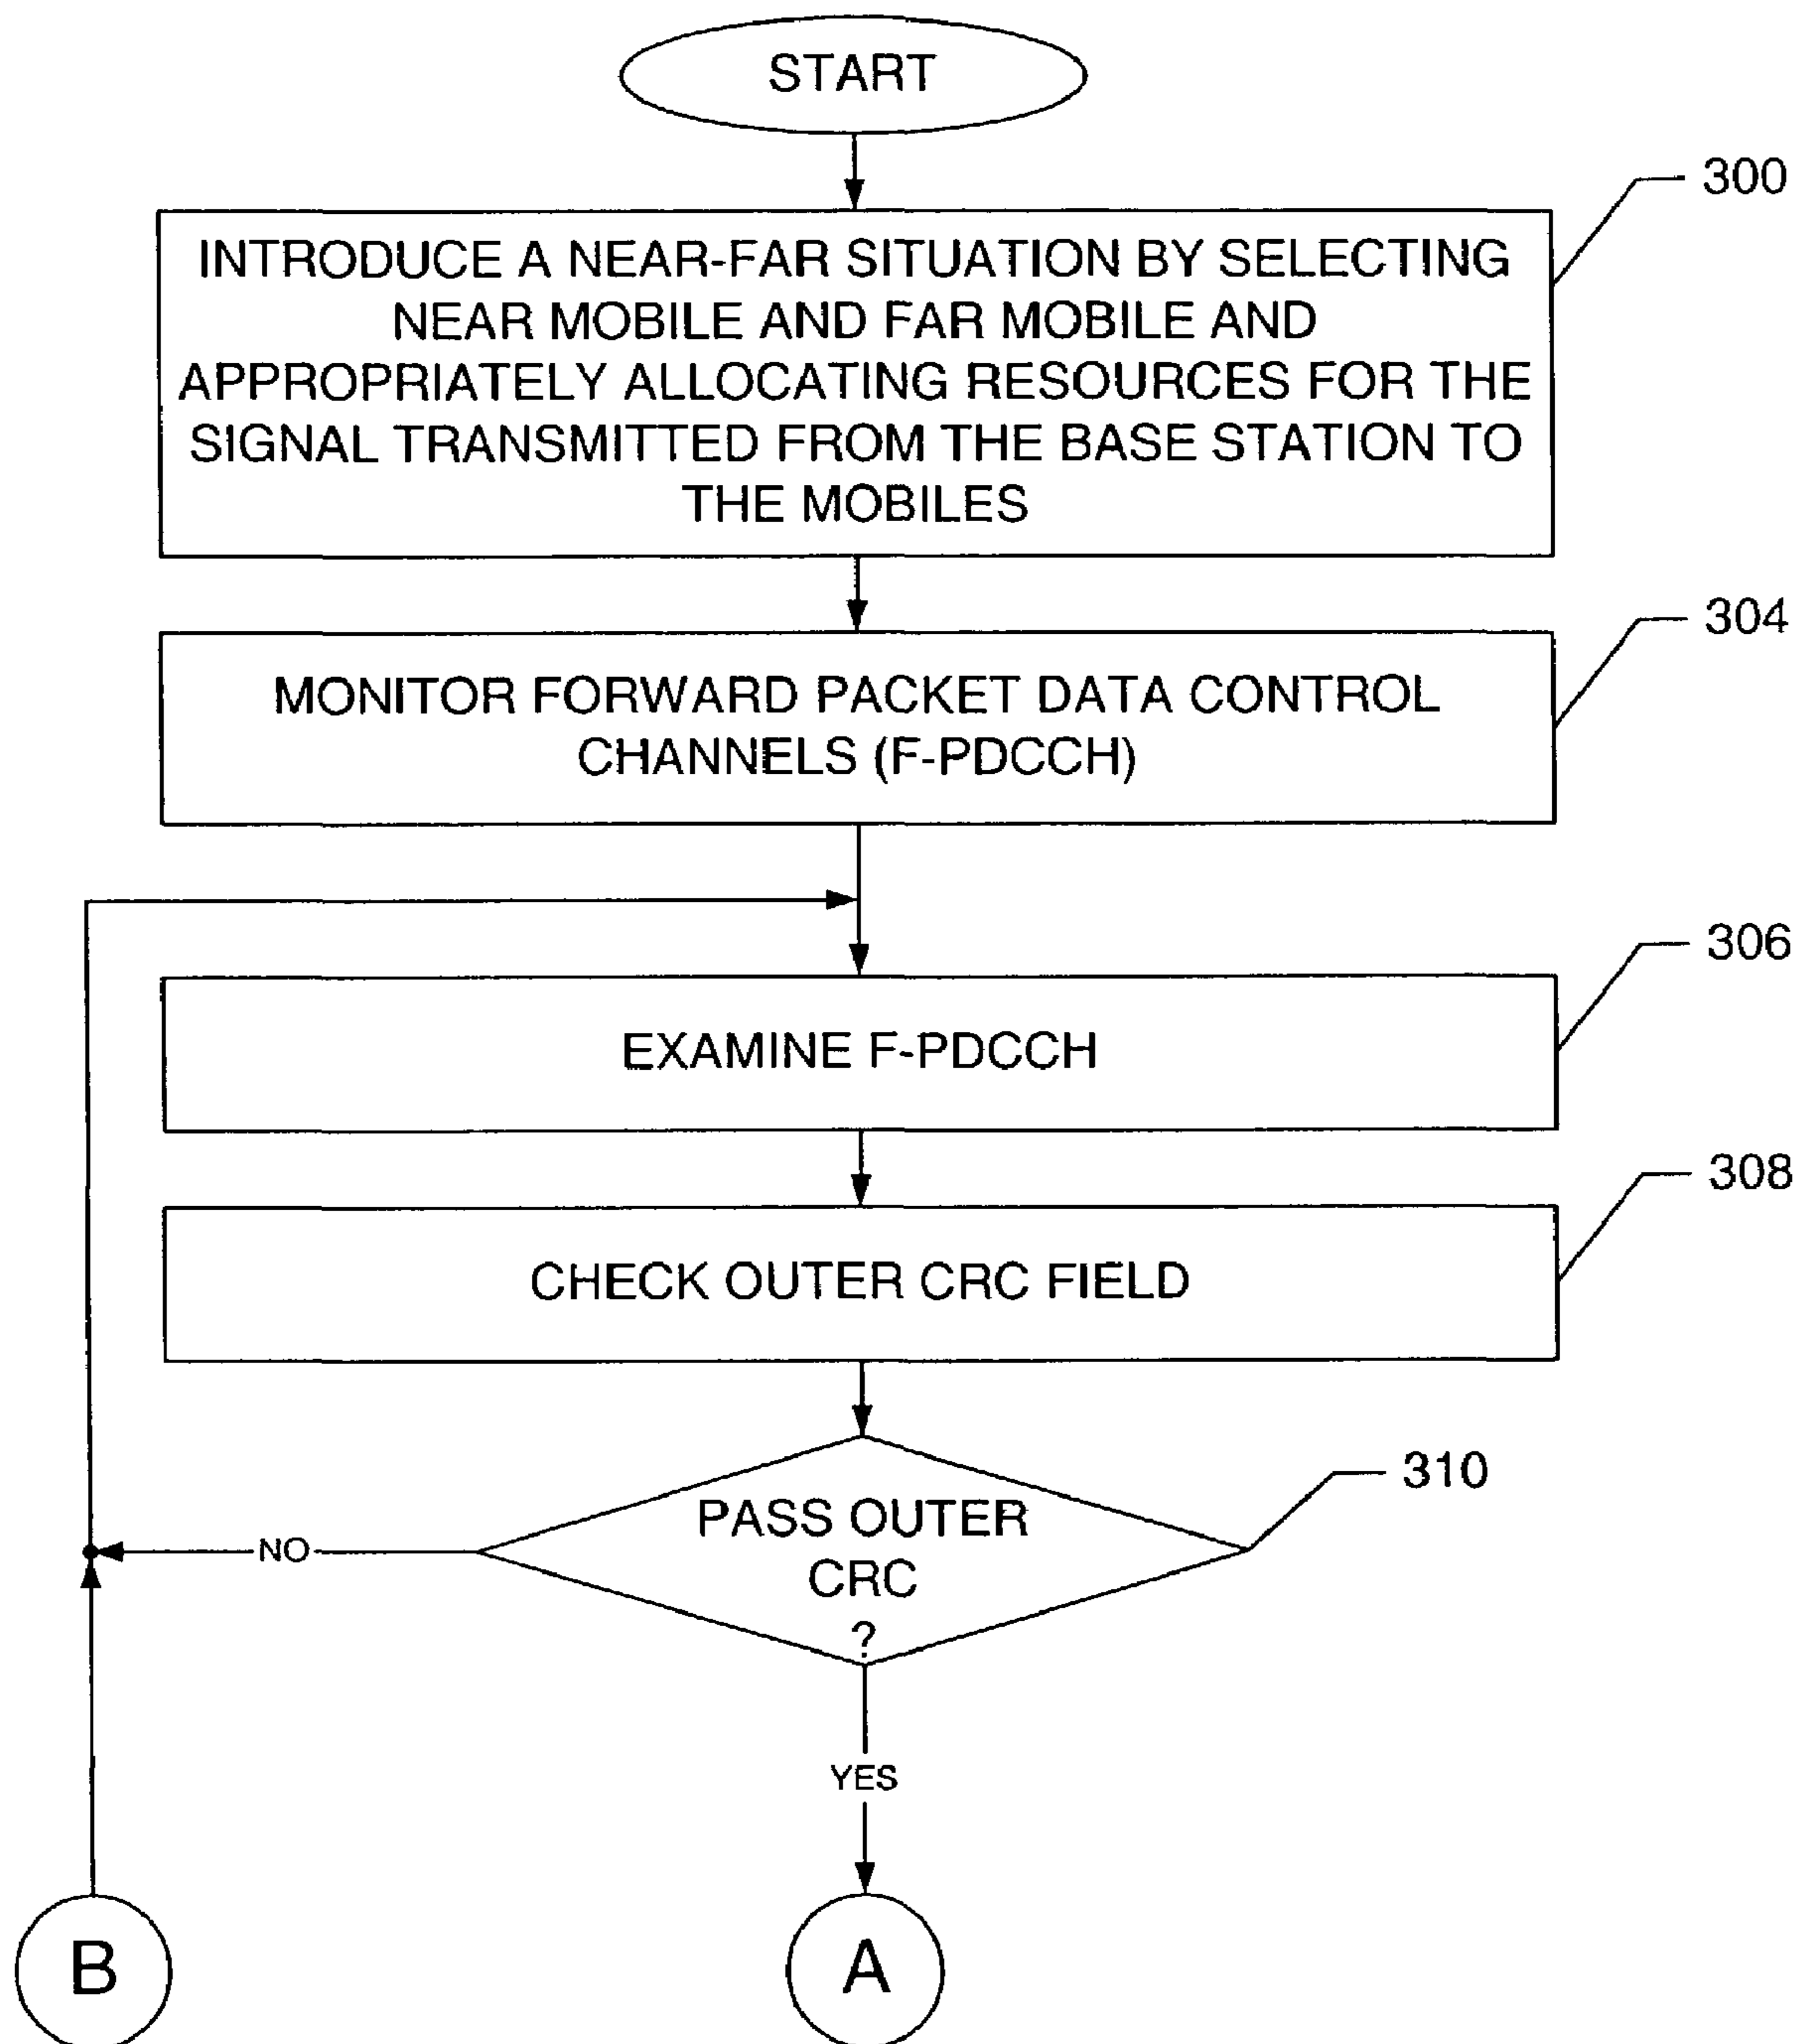 START
300
INTRODUCE A NEAR-FAR SITUATION BY SELECTING
NEAR MOBILE AND FAR MOBILE AND
APPROPRIATELY ALLOCATING RESOURCES FOR THE
SIGNAL TRANSMITTED FROM THE BASE STATION TO
THE MOBILES
304
MONITOR FORWARD PACKET DATA CONTROL
CHANNELS (F-PDCCH)
306
EXAMINE F-PDCCH
308
CHECK OUTER CRC FIELD
310
PASS OUTER
CRC
?
NO
YES
B
A